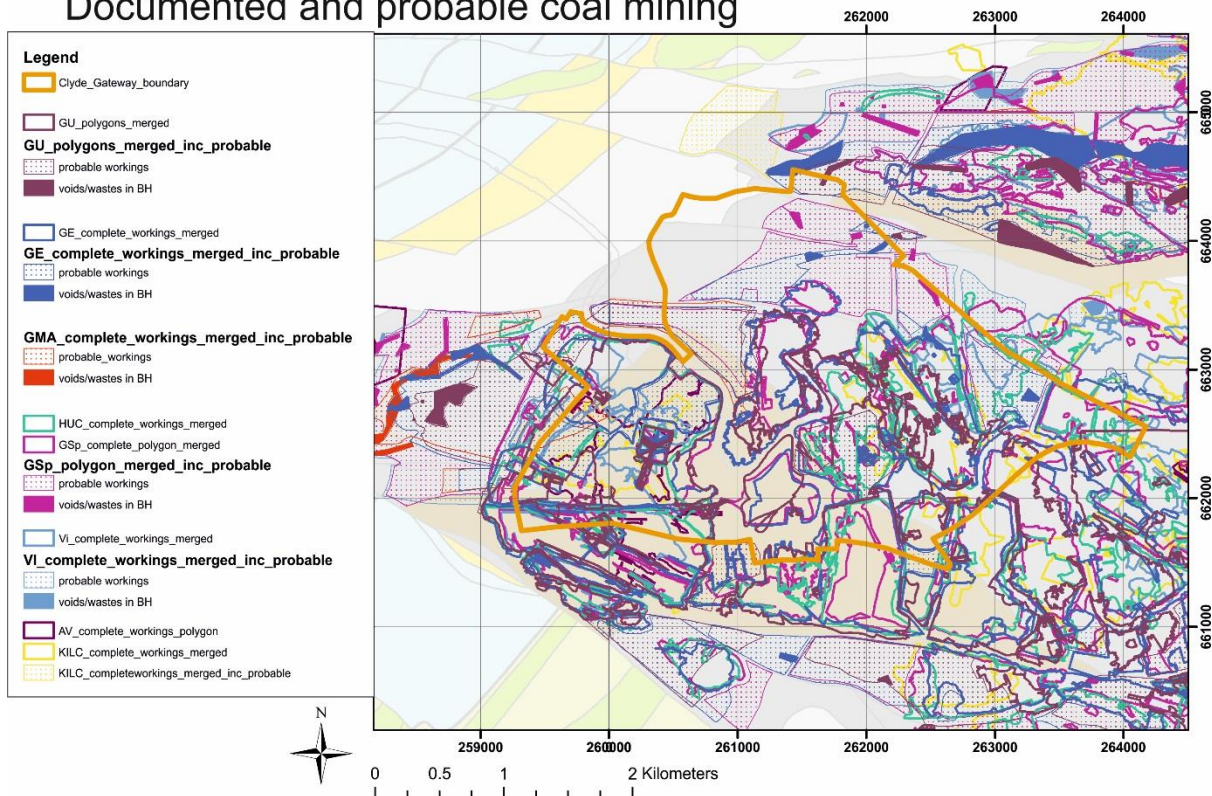 Documented and probable coal mining
262000 263000 264000
Legend
Clyde_Gateway_boundary
GU_polygons_merged
GU_polygons_merged_inc_probable
probable workings
voids/wastes in BH
GE_complete_workings_merged
GE_complete_workings_merged_inc_probable
probable workings
voids/wastes in BH
GMA_complete_workings_merged_inc_probable
probable_workings
voids/wastes in BH
HUC_complete_workings_merged
GSp_complete_polygon_merged
GSp_polygon_merged_inc_probable
probable workings
voids/wastes in BH
Vi_complete_workings_merged
VI_complete_workings_merged_inc_probable
probable workings
voids/wastes in BH
AV_complete_workings_polygon
KILC_complete_workings_merged
KILC_completeworkings_merged_inc_probable
665000
664000
663000
662000
661000
259000 260000 261000 262000 263000 264000
N
0 0.5 1 2 Kilometers